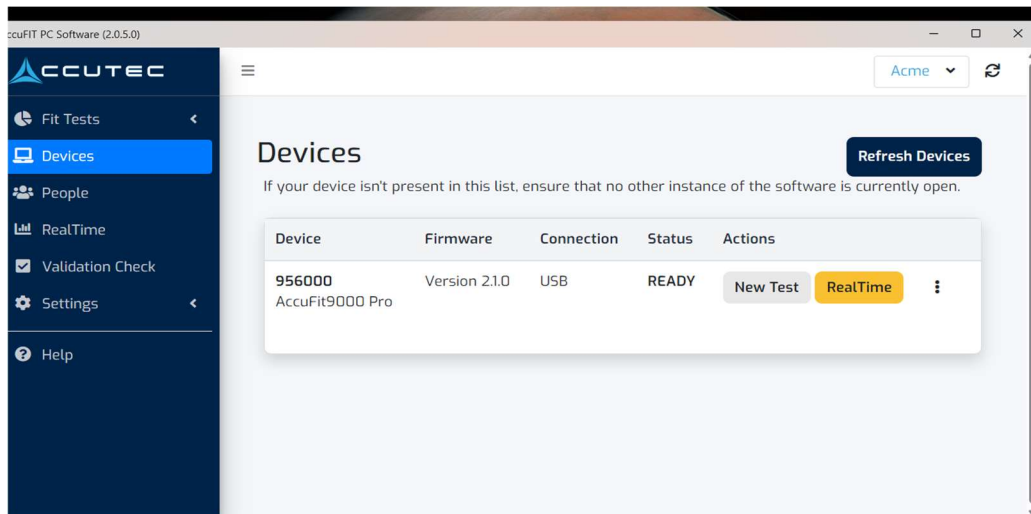 ccuFIT PC Software (2.0.5.0)
ACCUTEC
Acme
Fit Tests
Devices
People
RealTime
Validation Check
Settings
Help
Devices
Refresh Devices
If your device isn't present in this list, ensure that no other instance of the software is currently open.
Device Firmware Connection Status Actions
956000 Version 2.1.0 USB READY New Test RealTime
AccuFit9000 Pro